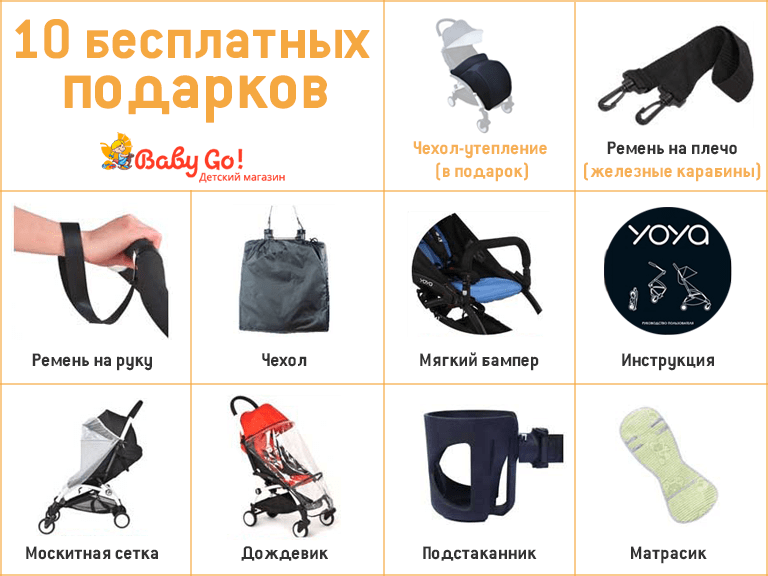 10 бесплатных
подарков
Baby Go!
Детский магазин
Чехол-утепление
(в подарок)
Ремень на плечо
(железные карабины)
Ремень на руку
Чехол
YOYA
Мягкий бампер
YOYA
РУКОВОДСТВО ПОЛЬЗОВАТЕЛЯ
Инструкция
Москитная сетка
Дождевик
Подстаканник
Матрасик